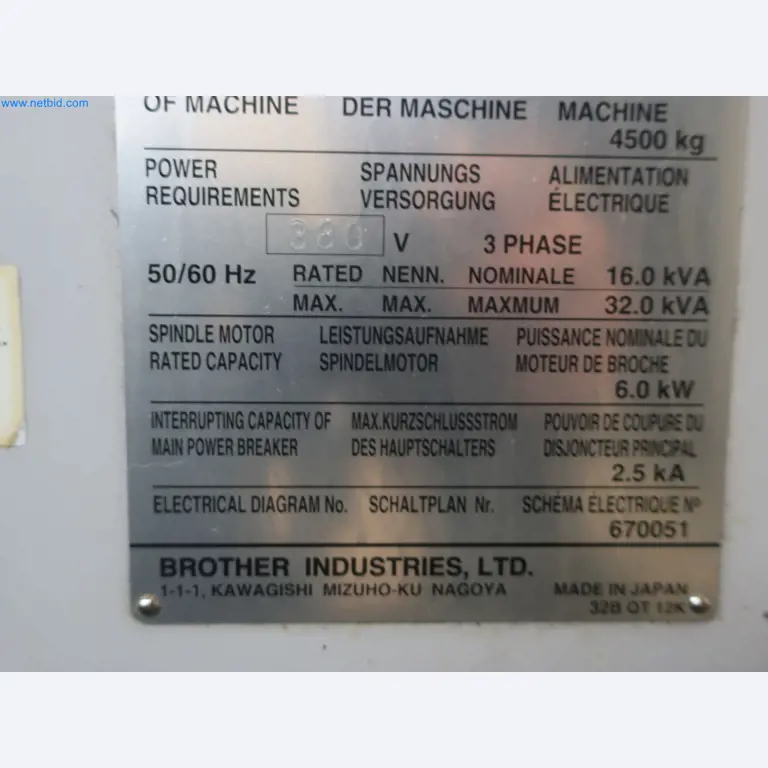 www.netbid.com
OF MACHINE DER MASCHINE MACHINE
4500 kg
POWER SPANNUNGS ALIMENTATION
REQUIREMENTS VERSORGUNG ÉLECTRIQUE
380 V 3 PHASE
50/60 Hz RATED NENN. NOMINALE 16.0 kVA
MAX. MAX. MAXMUM 32.0 kVA
SPINDLE MOTOR LEISTUNGSAUFNAHME PUISSANCE NOMINALE DU
RATED CAPACITY SPINDELMOTOR MOTEUR DE BROCHE
6.0 kW
INTERRUPTING CAPACITY OF MAX.KURZSCHLUSSSTROM POUVOIR DE COUPURE DU
MAIN POWER BREAKER DES HAUPTSCHALTERS DISJONCTEUR PRINCIPAL
2.5 kA
ELECTRICAL DIAGRAM No. SCHALTPLAN Nr. SCHÉMA ÉLECTRIQUE Nº
670051
BROTHER INDUSTRIES, LTD.
1-1-1, KAWAGISHI MIZUHO-KU NAGOYA MADE IN JAPAN
32B OT 12K